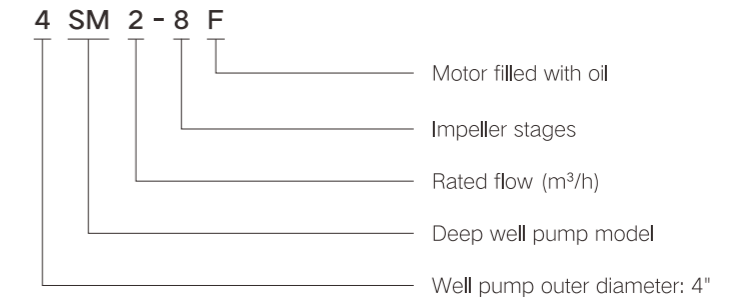 4 SM 2 - 8 F
Motor filled with oil
Impeller stages
Rated flow (m³/h)
Deep well pump model
Well pump outer diameter: 4"